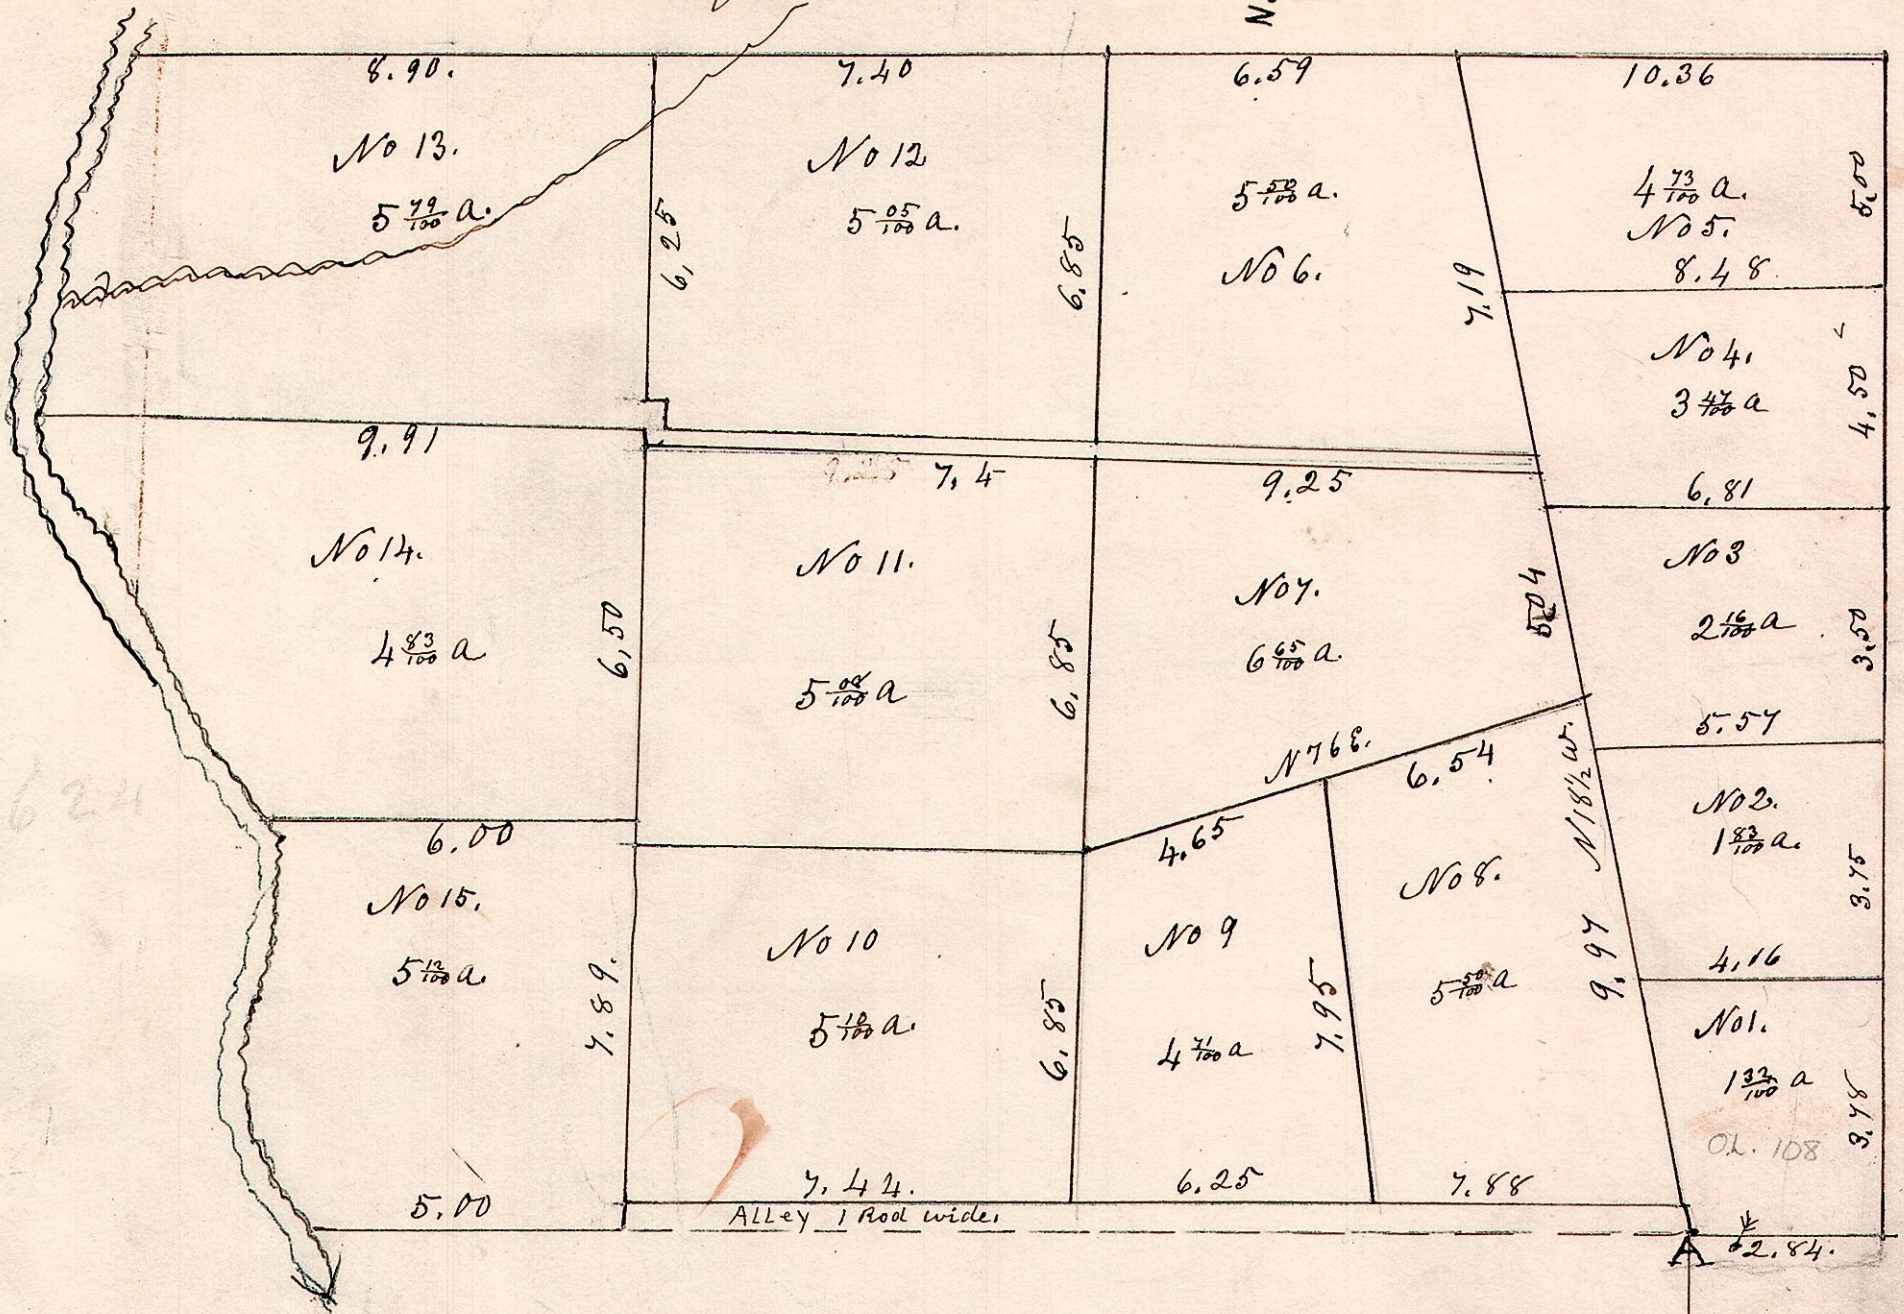 N.
8.90.
7.40
6.59
10.36
No 13.
5 79/100 a.
6,25
No 12
5 05/100 a.
6.85
5 50/100 a.
No 6.
7.19
4 73/100 a.
No 5.
8.48
5.00
No 4.
3 47/100 a
4,50
6,81
9.91
7.4
9.25
No 14.
4 83/100 a
6,50
No 11.
5 08/100 a
6,85
No 7.
6 65/100 a.
5.04
No 3
2 16/100 a
3.50
5.57
N 76 E.
6.54
4.65
N 18 1/2 W.
9.97
624
6.00
No 15.
5 12/100 a.
7.89.
No 10
5 10/100 a.
6.85
No 9
4 71/100 a
7.95
No 8.
5 50/100 a
No 2.
1 83/100 a.
3.75
4,16
No 1.
1 32/100 a
3.78
O.L. 108
5.00
7.44.
6.25
7.88
Alley 1 Rod wide.
A
2.84.